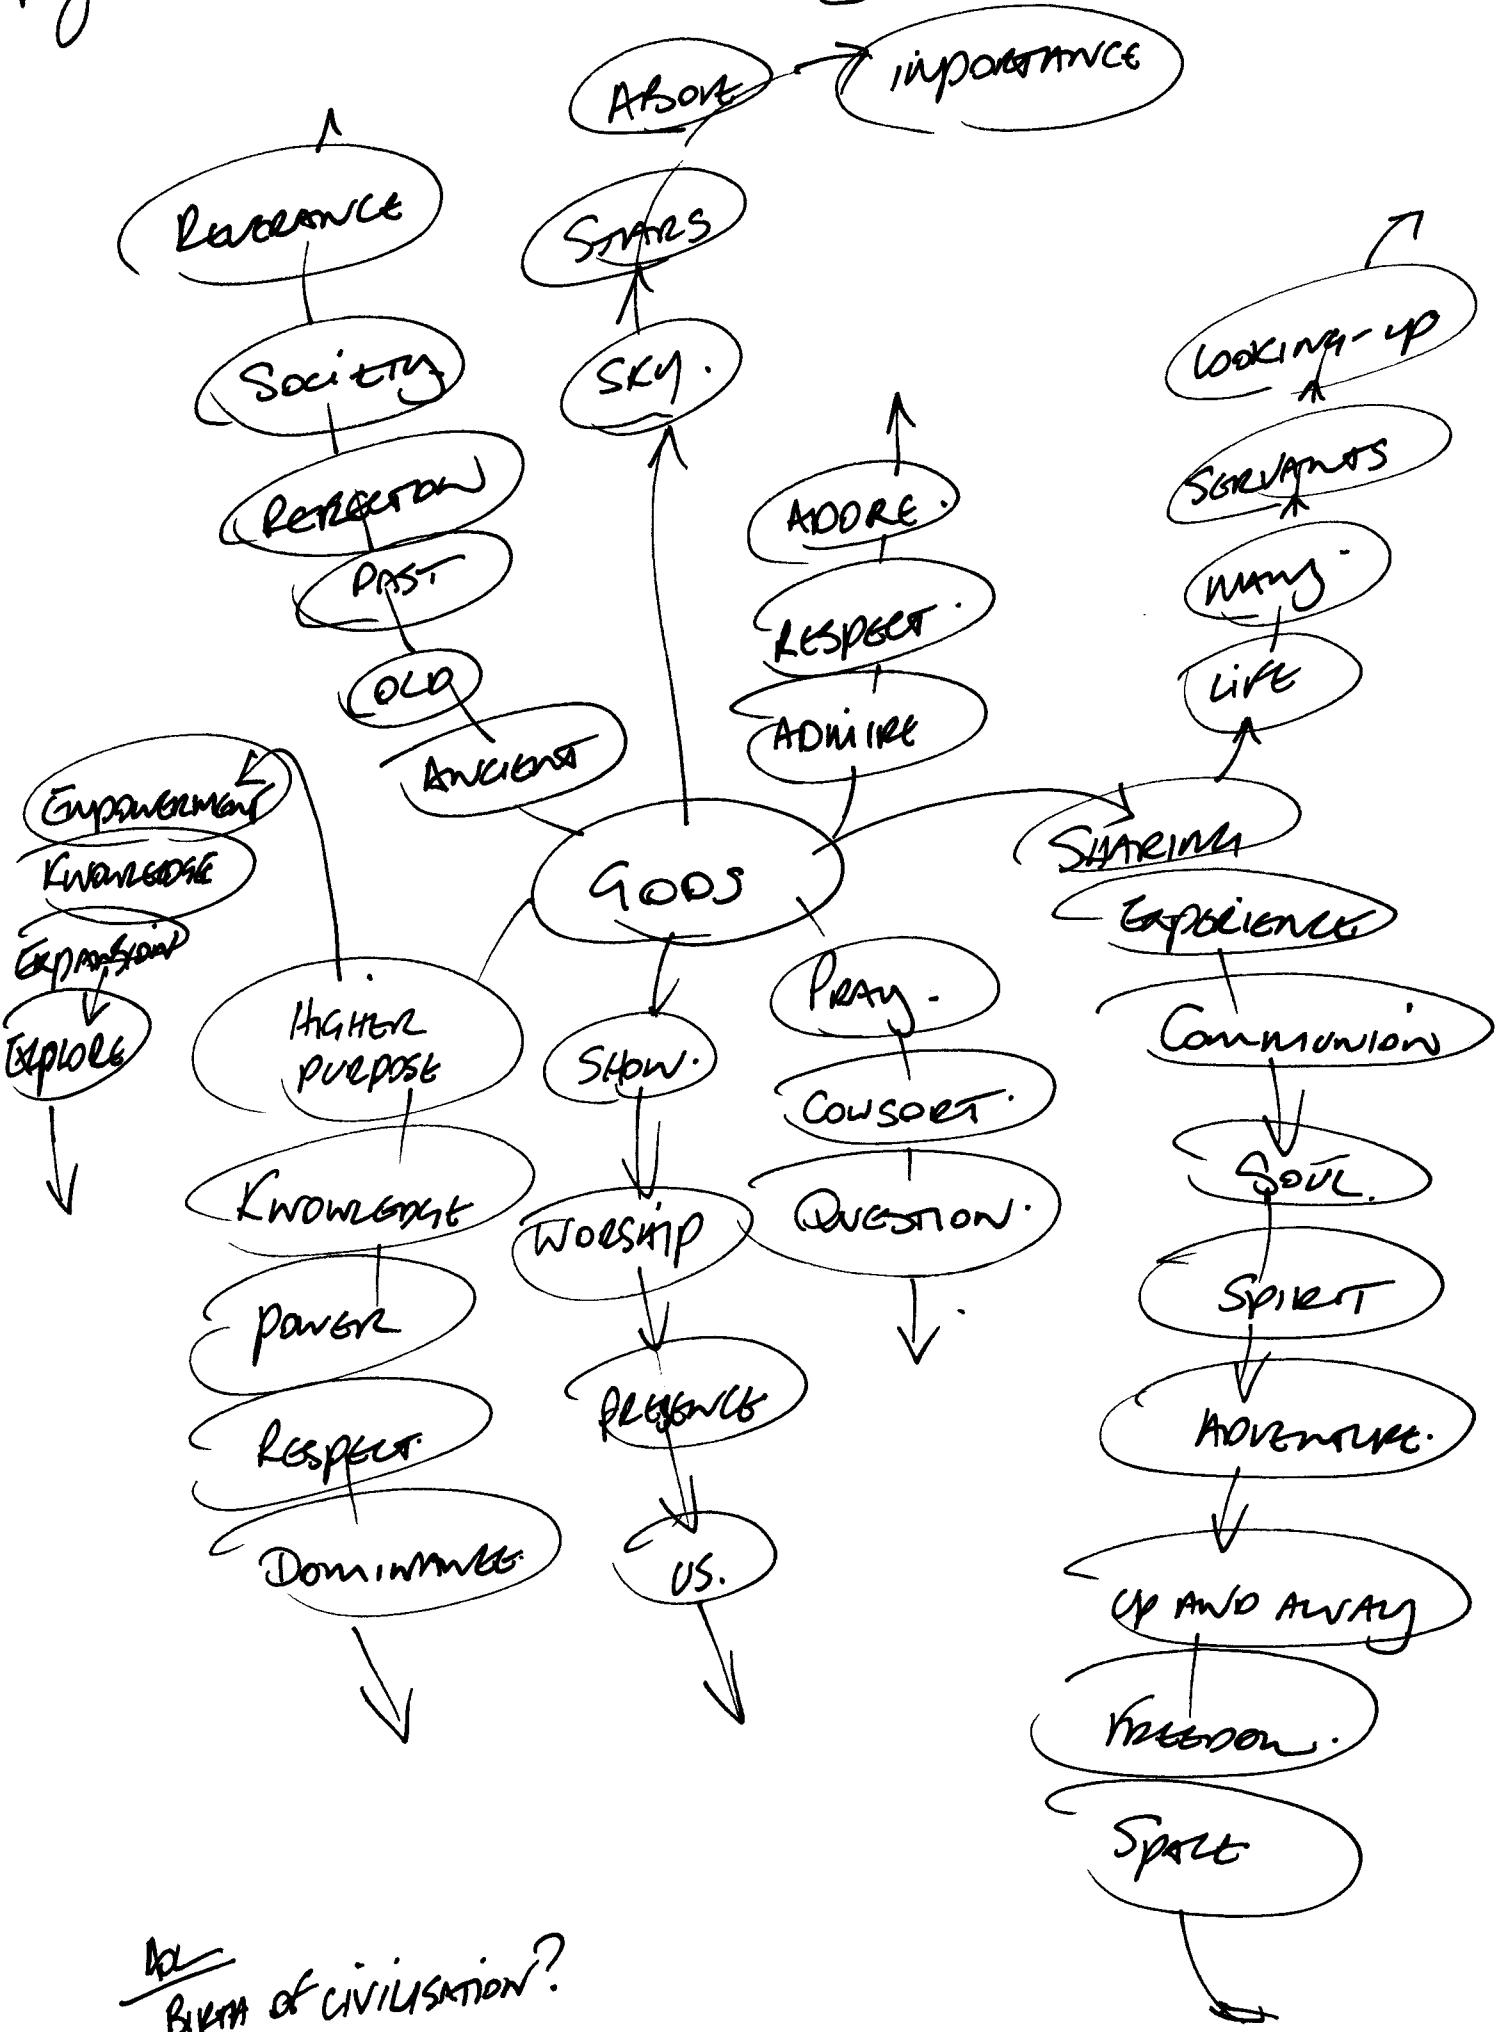 ABOVE
IMPORTANCE
REVERANCE
STARS
SOCIETY.
SKY.
LOOKING-UP
ADORE.
SERVANTS
PAST
RESPECT.
MANY.
OLD
ADMIRE
LIFE
ANCIENT
EMPOWERMENT
KNOWLEDGE
EXPANSION
EXPLORE
GODS
SHARING
EXPERIENCE
COMMUNION
SOUL.
SPIRIT
ADVENTURE.
UP AND AWAY
FREEDOM.
SPACE
HIGHER
PURPOSE
KNOWLEDGE
POWER
RESPECT.
DOMINANCE.
SHOW.
WORSHIP
PRESENCE
US.
PRAY.
CONSORT.
QUESTION.
AOL
BIRTH OF CIVILISATION?